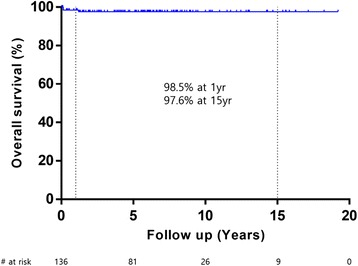 100
80
60
40
20
0
Overall survival (%)
98.5% at 1yr
97.6% at 15yr
0 5 10 15 20
Follow up (Years)
# at risk 136 81 26 9 0